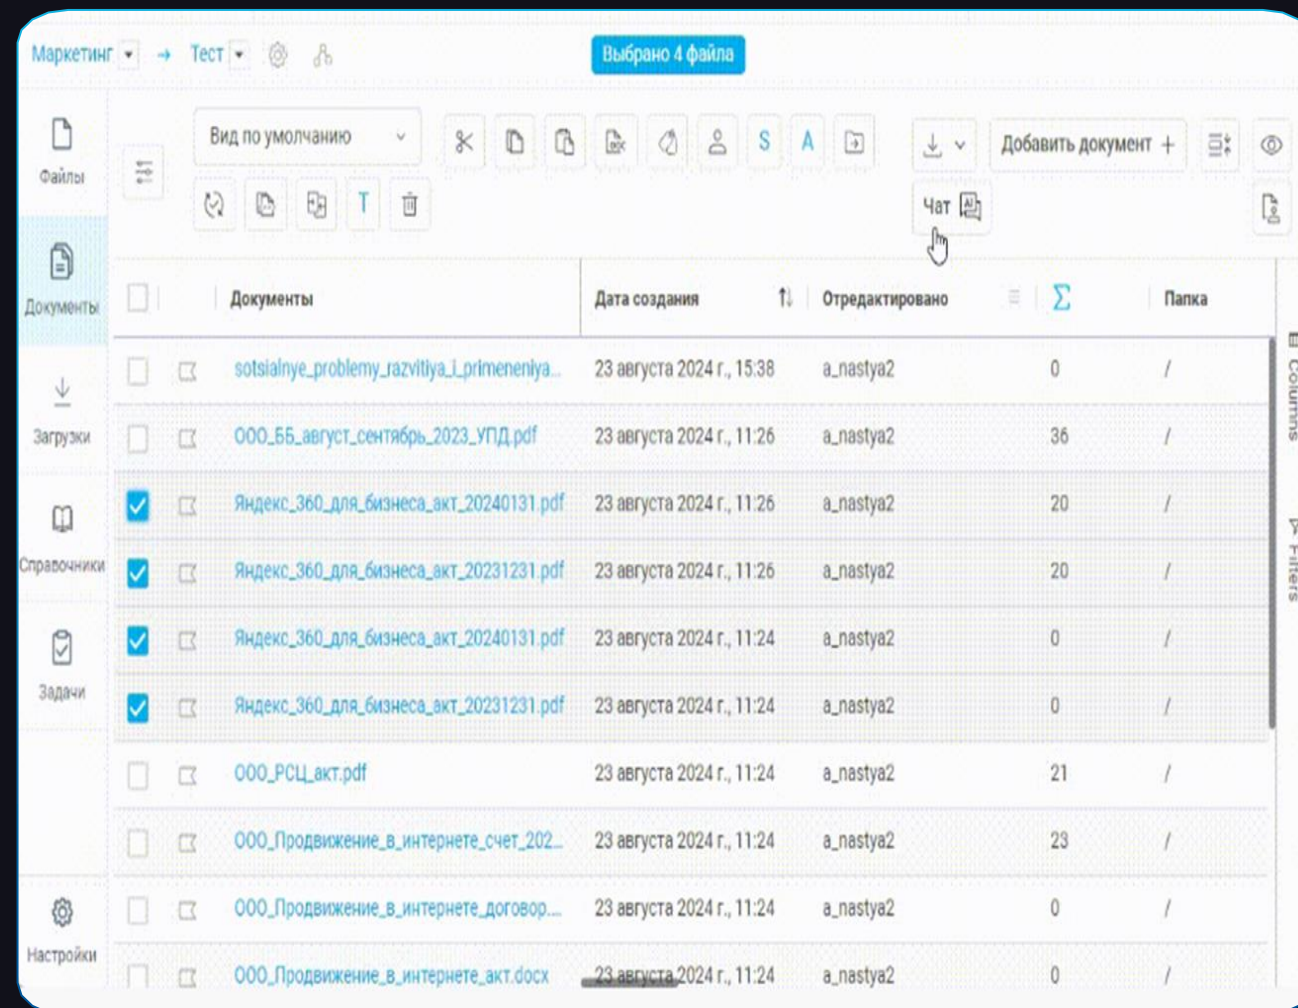 Маркетинг → Тест
Выбрано 4 файла
Файлы
Документы
Загрузки
Справочники
Задачи
Настройки
Вид по умолчанию
S A
Добавить документ +
T
Чат AI
Документы Дата создания Отредактировано Σ Папка
sotsialnye_problemy_razvitiya_i_primeneniya... 23 августа 2024 г., 15:38 a_nastya2 0 /
ООО_ББ_август_сентябрь_2023_УПД.pdf 23 августа 2024 г., 11:26 a_nastya2 36 /
Яндекс_360_для_бизнеса_акт_20240131.pdf 23 августа 2024 г., 11:26 a_nastya2 20 /
Яндекс_360_для_бизнеса_акт_20231231.pdf 23 августа 2024 г., 11:26 a_nastya2 20 /
Яндекс_360_для_бизнеса_акт_20240131.pdf 23 августа 2024 г., 11:24 a_nastya2 0 /
Яндекс_360_для_бизнеса_акт_20231231.pdf 23 августа 2024 г., 11:24 a_nastya2 0 /
ООО_РСЦ_акт.pdf 23 августа 2024 г., 11:24 a_nastya2 21 /
ООО_Продвижение_в_интернете_счет_202... 23 августа 2024 г., 11:24 a_nastya2 23 /
ООО_Продвижение_в_интернете_договор.... 23 августа 2024 г., 11:24 a_nastya2 0 /
ООО_Продвижение_в_интернете_акт.docx 23 августа 2024 г., 11:24 a_nastya2 0 /
Columns
Filters